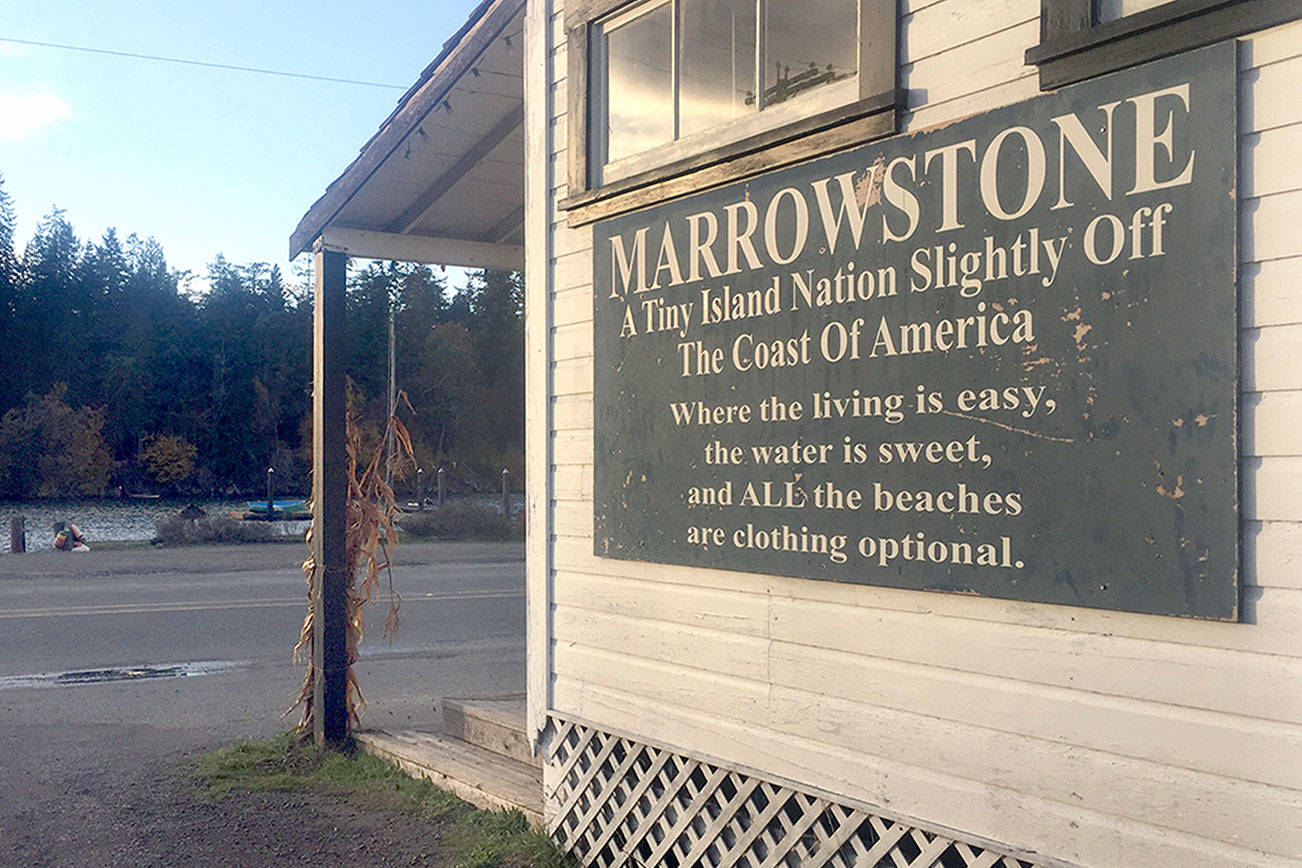 MARROWSTONE
A Tiny Island Nation Slightly Off
The Coast Of America
Where the living is easy,
the water is sweet,
and ALL the beaches
are clothing optional.